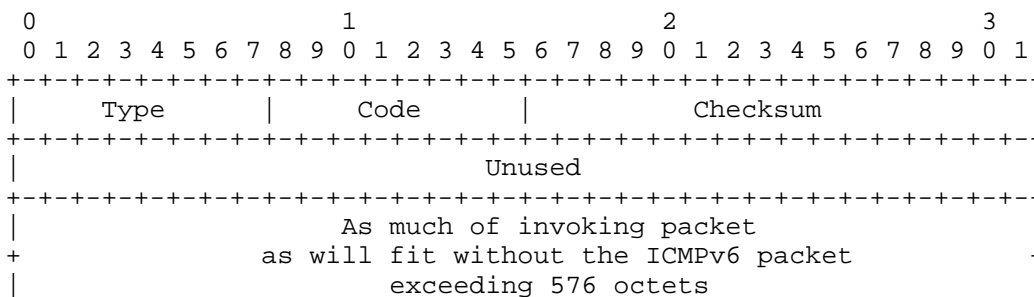 0                   1                   2                   3
0 1 2 3 4 5 6 7 8 9 0 1 2 3 4 5 6 7 8 9 0 1 2 3 4 5 6 7 8 9 0 1
+-+-+-+-+-+-+-+-+-+-+-+-+-+-+-+-+-+-+-+-+-+-+-+-+-+-+-+-+-+-+-+-+-
|     Type      |     Code      |          Checksum
+-+-+-+-+-+-+-+-+-+-+-+-+-+-+-+-+-+-+-+-+-+-+-+-+-+-+-+-+-+-+-+-+-
|                             Unused
+-+-+-+-+-+-+-+-+-+-+-+-+-+-+-+-+-+-+-+-+-+-+-+-+-+-+-+-+-+-+-+-+-
|                    As much of invoking packet
+               as will fit without the ICMPv6 packet           -
|                       exceeding 576 octets